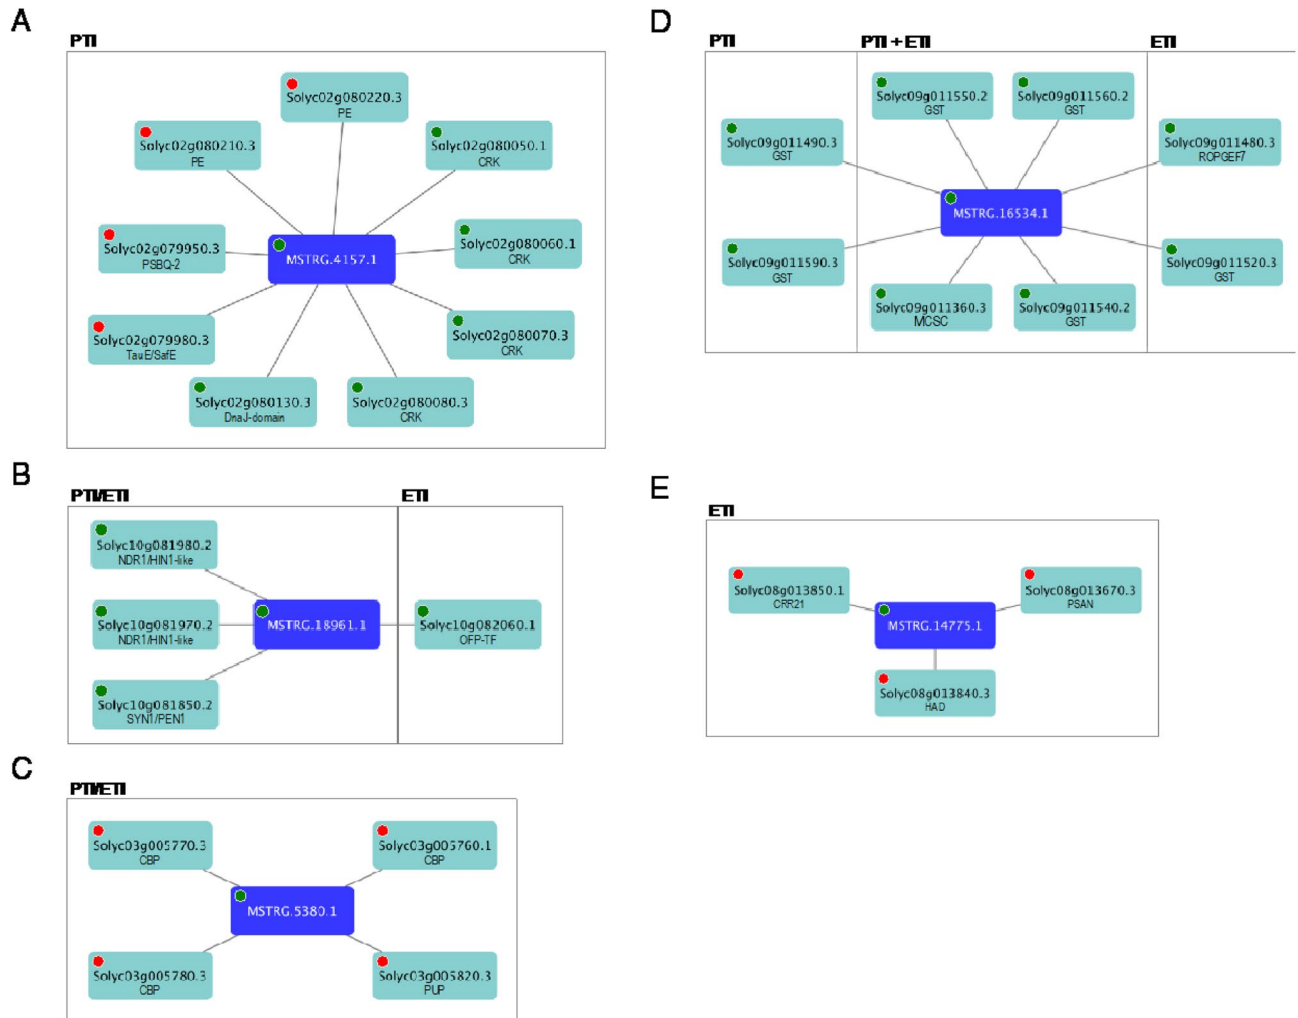 A
PTI
Solyc02g080220.3
PE
Solyc02g080210.3
PE
Solyc02g080050.1
CRK
Solyc02g079950.3
PSBQ-2
MSTRG.4157.1
Solyc02g080060.1
CRK
Solyc02g079980.3
TauE/SafE
Solyc02g080070.3
CRK
Solyc02g080130.3
DnaJ-domain
Solyc02g080080.3
CRK
B
PTI/ETI
ETI
Solyc10g081980.2
NDR1/HIN1-like
Solyc10g081970.2
NDR1/HIN1-like
MSTRG.18961.1
Solyc10g082060.1
OFP-TF
Solyc10g081850.2
SYN1/PEN1
C
PTI/ETI
Solyc03g005770.3
CBP
Solyc03g005760.1
CBP
MSTRG.5380.1
Solyc03g005780.3
CBP
Solyc03g005820.3
PUP
D
PTI
PTI + ETI
ETI
Solyc09g011550.2
GST
Solyc09g011560.2
GST
Solyc09g011490.3
GST
Solyc09g011480.3
ROPGEF7
MSTRG.16534.1
Solyc09g011590.3
GST
Solyc09g011520.3
GST
Solyc09g011360.3
MCSC
Solyc09g011540.2
GST
E
ETI
Solyc08g013850.1
CRR21
Solyc08g013670.3
PSAN
MSTRG.14775.1
Solyc08g013840.3
HAD